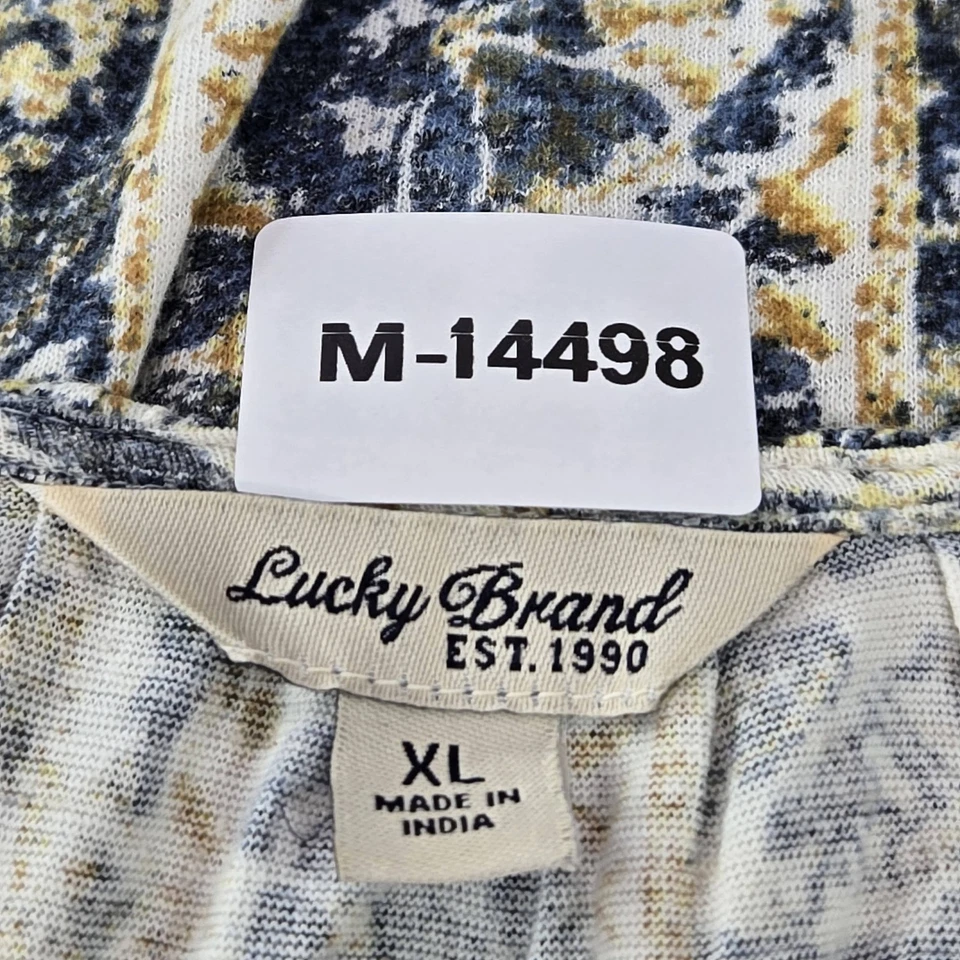 M-14498
Lucky Brand
EST. 1990
XL
MADE IN
INDIA